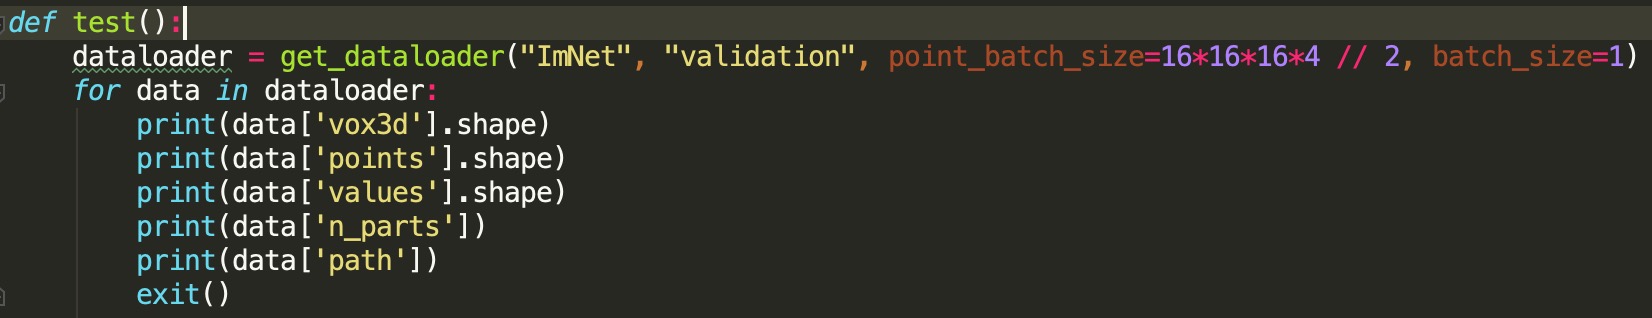 def test():
    dataloader = get_dataloader("ImNet", "validation", point_batch_size=16*16*16*4 // 2, batch_size=1)
    for data in dataloader:
        print(data['vox3d'].shape)
        print(data['points'].shape)
        print(data['values'].shape)
        print(data['n_parts'])
        print(data['path'])
        exit()